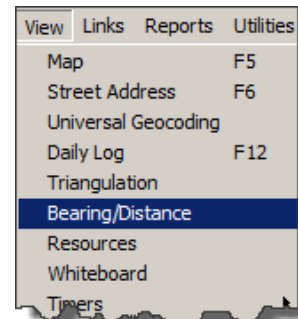 View Links Reports Utilities
Map F5
Street Address F6
Universal Geocoding
Daily Log F12
Triangulation
Bearing/Distance
Resources
Whiteboard
Timers